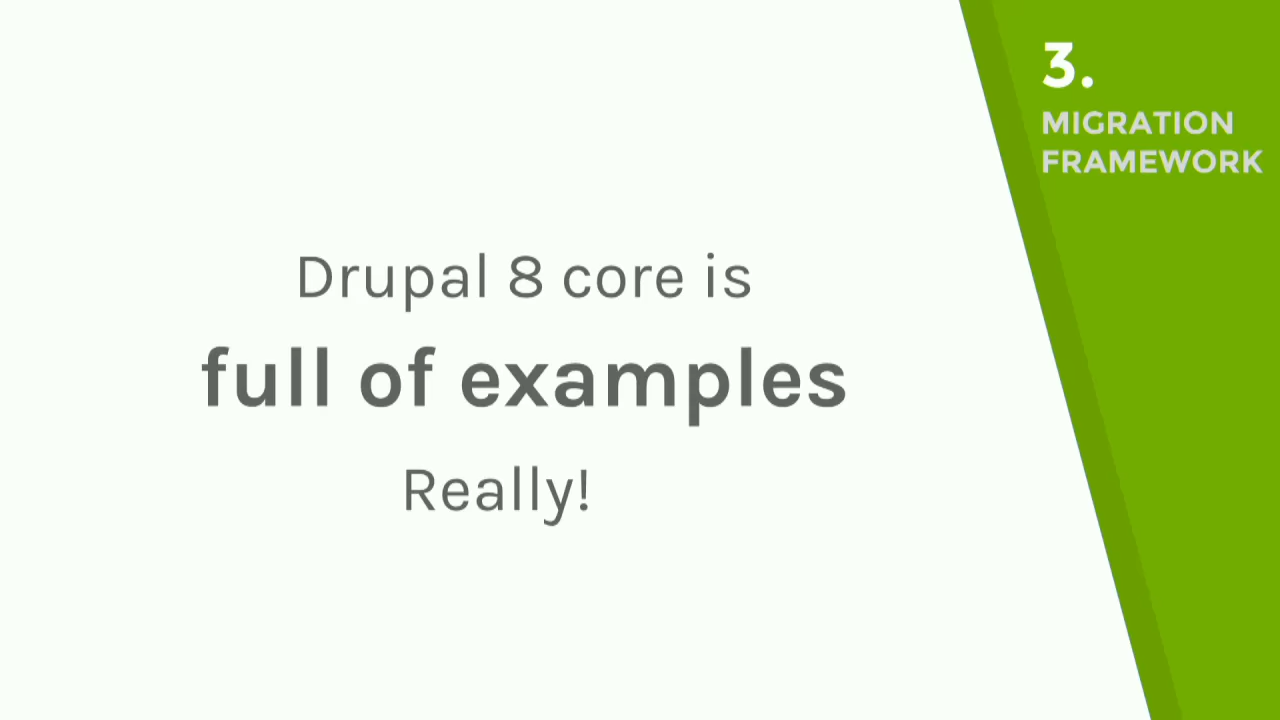 3.
MIGRATION
FRAMEWORK
Drupal 8 core is
full of examples
Really!